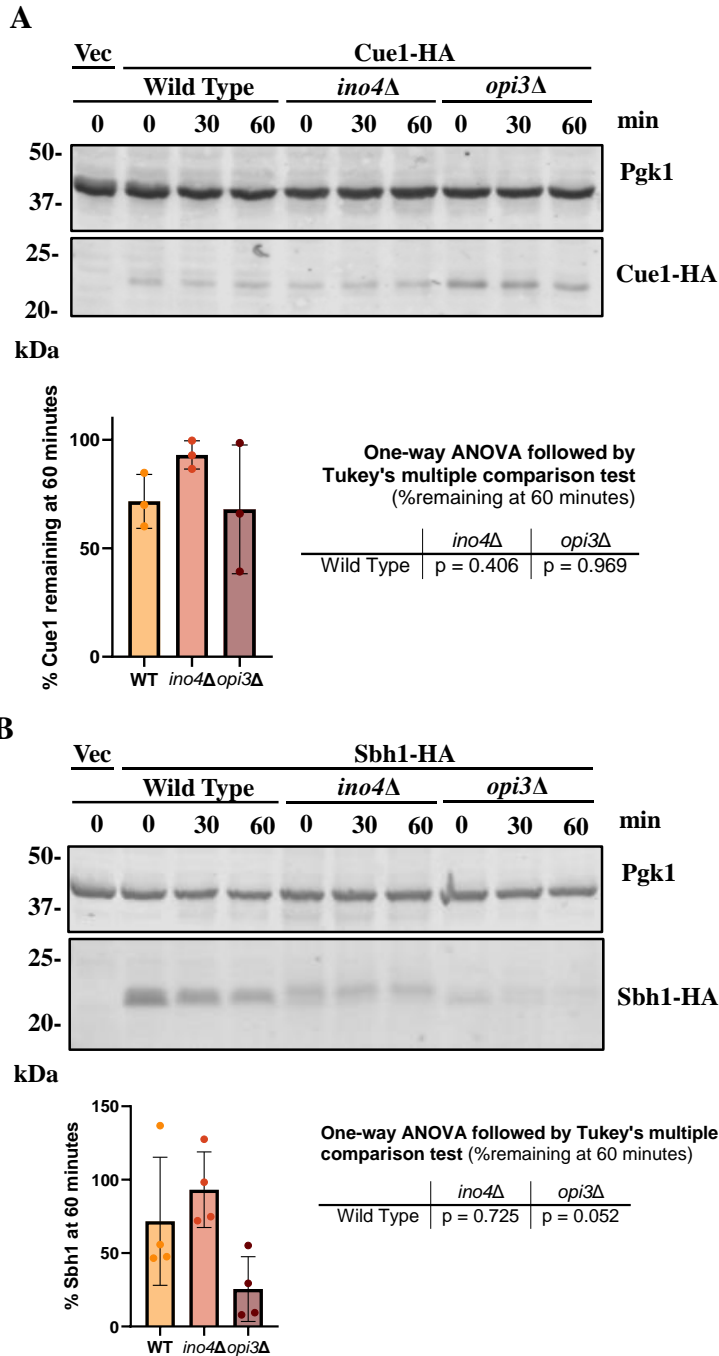 A
Vec Cue1-HA
Wild Type ino4Δ opi3Δ
0 0 30 60 0 30 60 0 30 60 min
50-
37-
Pgk1
25-
20-
Cue1-HA
kDa
% Cue1 remaining at 60 minutes
100
50
0
WT ino4Δ opi3Δ
One-way ANOVA followed by
Tukey's multiple comparison test
(%remaining at 60 minutes)
ino4Δ opi3Δ
Wild Type p = 0.406 p = 0.969
B
Vec Sbh1-HA
Wild Type ino4Δ opi3Δ
0 0 30 60 0 30 60 0 30 60 min
50-
37-
Pgk1
25-
20-
Sbh1-HA
kDa
% Sbh1 at 60 minutes
150
100
50
0
WT ino4Δ opi3Δ
One-way ANOVA followed by Tukey's multiple
comparison test (%remaining at 60 minutes)
ino4Δ opi3Δ
Wild Type p = 0.725 p = 0.052